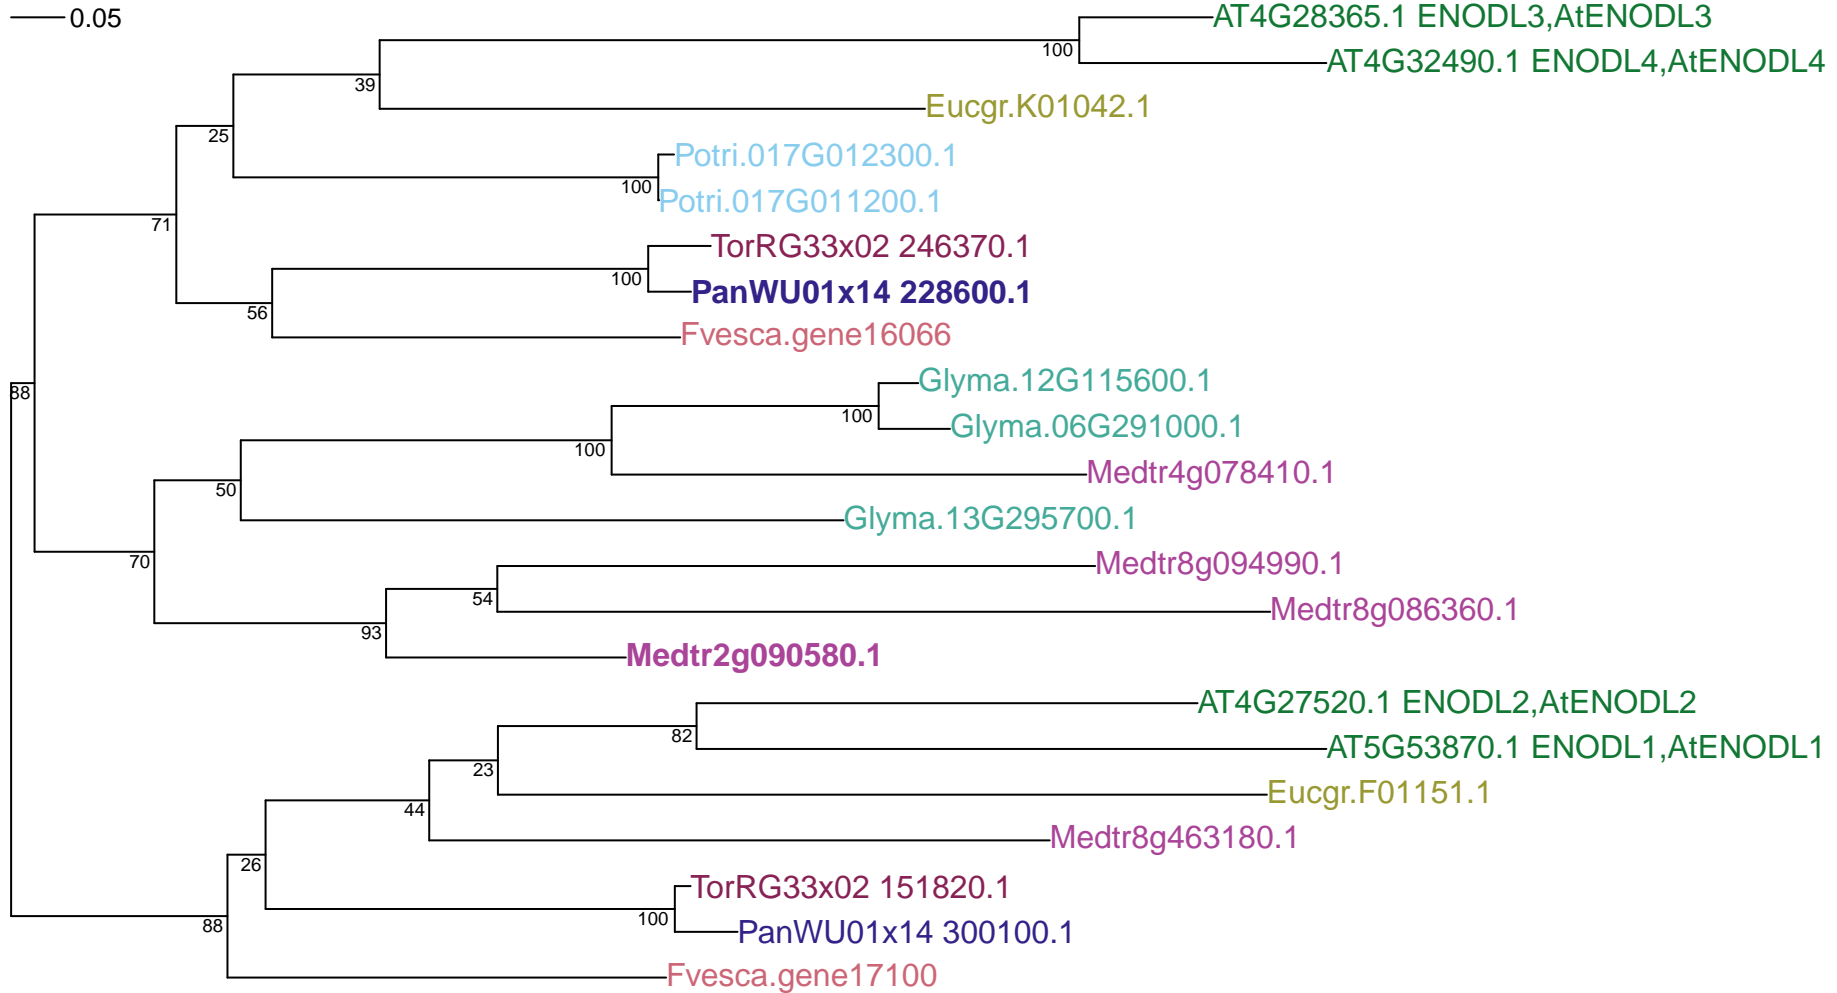 0.05
AT4G28365.1 ENODL3,AtENODL3
100
AT4G32490.1 ENODL4,AtENODL4
39
Eucgr.K01042.1
25
Potri.017G012300.1
100
Potri.017G011200.1
71
TorRG33x02 246370.1
100
PanWU01x14 228600.1
56
Fvesca.gene16066
88
Glyma.12G115600.1
100
Glyma.06G291000.1
100
Medtr4g078410.1
50
Glyma.13G295700.1
70
Medtr8g094990.1
54
Medtr8g086360.1
93
Medtr2g090580.1
AT4G27520.1 ENODL2,AtENODL2
82
AT5G53870.1 ENODL1,AtENODL1
23
Eucgr.F01151.1
44
Medtr8g463180.1
26
TorRG33x02 151820.1
100
PanWU01x14 300100.1
88
Fvesca.gene17100